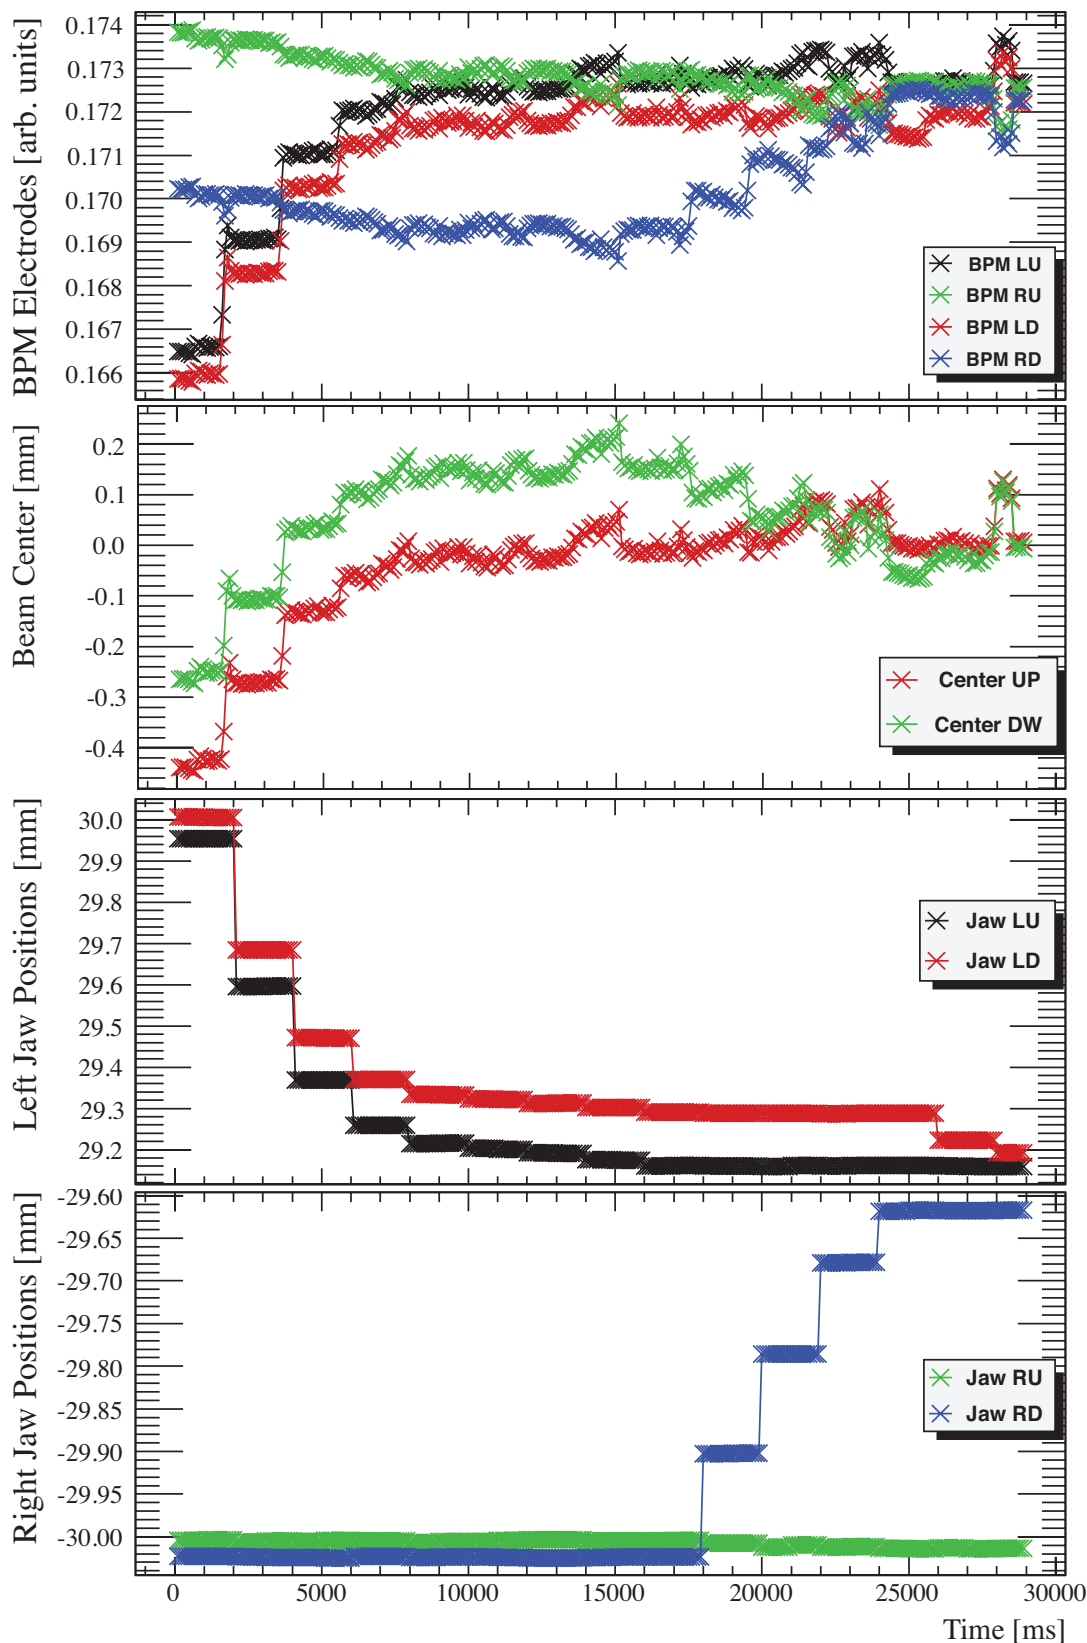 BPM Electrodes [arb. units]
0.174
0.173
0.172
0.171
0.170
0.169
0.168
0.167
0.166
BPM LU
BPM RU
BPM LD
BPM RD
Beam Center [mm]
0.2
0.1
0.0
-0.1
-0.2
-0.3
-0.4
Center UP
Center DW
Left Jaw Positions [mm]
30.0
29.9
29.8
29.7
29.6
29.5
29.4
29.3
29.2
Jaw LU
Jaw LD
Right Jaw Positions [mm]
-29.60
-29.65
-29.70
-29.75
-29.80
-29.85
-29.90
-29.95
-30.00
Jaw RU
Jaw RD
0 5000 10000 15000 20000 25000 30000
Time [ms]